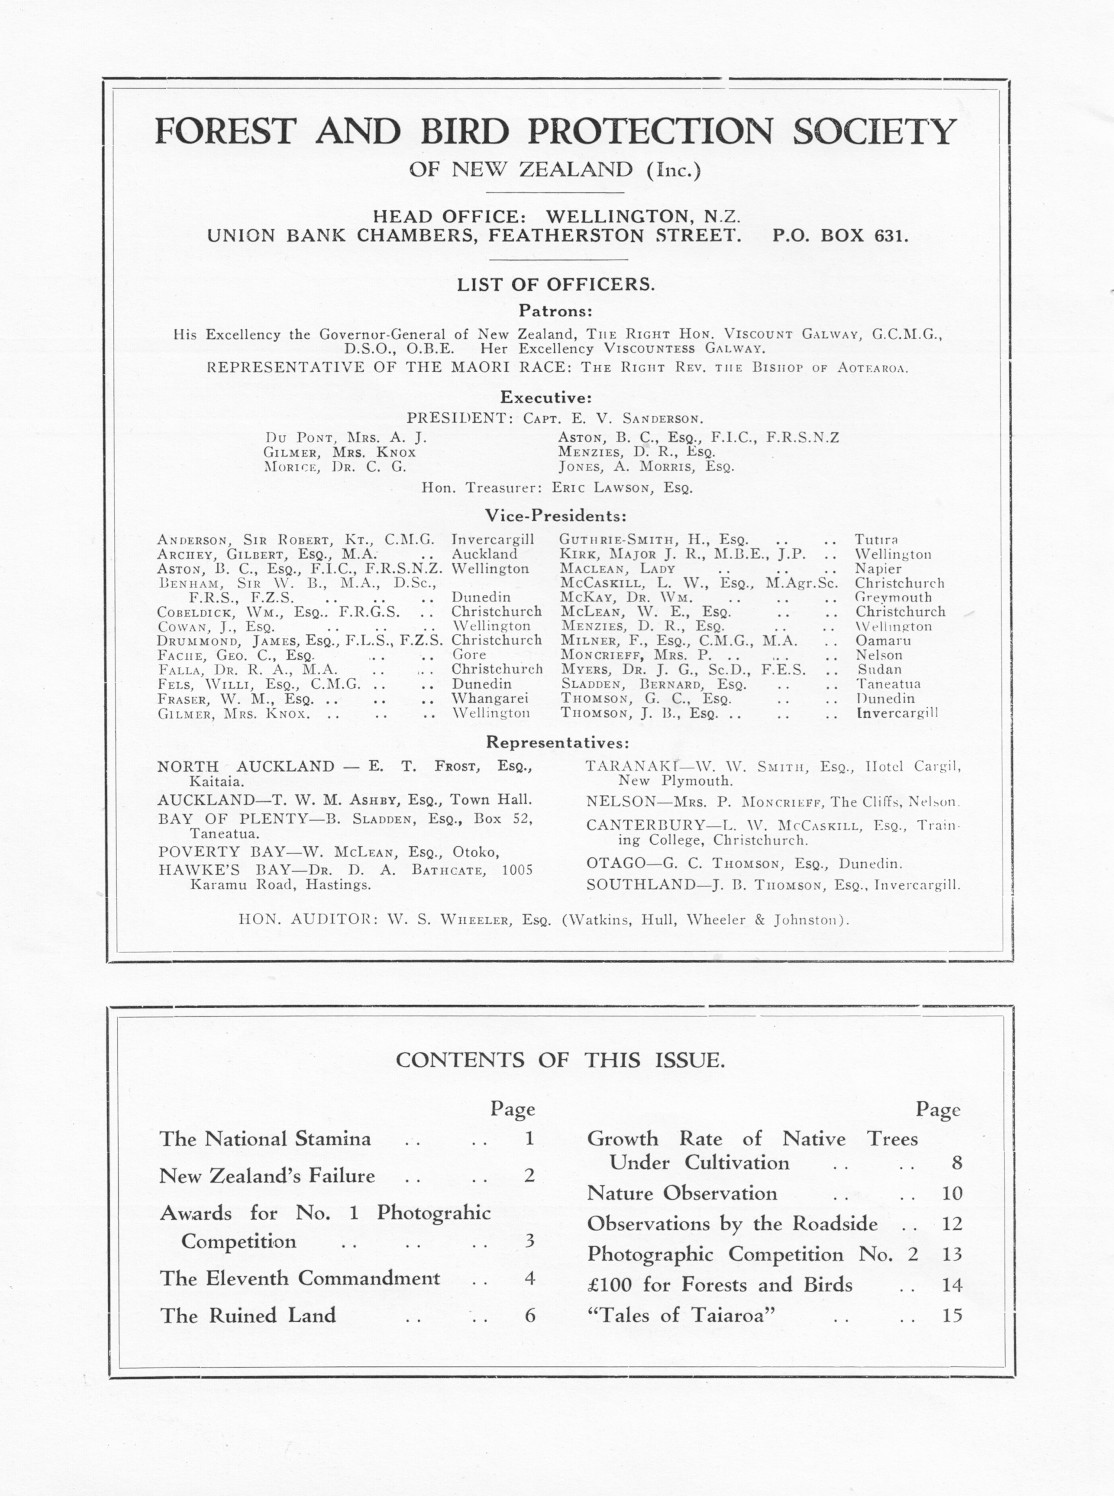 FOREST AND BIRD PROTECTION SOCIETY
OF NEW ZEALAND (Inc.)
HEAD OFFICE: WELLINGTON, N.Z.
UNION BANK CHAMBERS, FEATHERSTON STREET. P.O. BOX 631.
LIST OF OFFICERS.
Patrons:
His Excellency the Governor-General of New Zealand, THE RIGHT HON. VISCOUNT GALWAY, G.C.M.G.,
D.S.O., O.B.E. Her Excellency VISCOUNTESS GALWAY.
REPRESENTATIVE OF THE MAORI RACE: THE RIGHT REV. THE BISHOP OF AOTEAROA.
Executive:
PRESIDENT: CAPT. E. V. SANDERSON.
DU PONT, MRS. A. J.
GILMER, MRS. KNOX
MORICE, DR. C. G.
ASTON, B. C., ESQ., F.I.C., F.R.S.N.Z
MENZIES, D. R., ESQ.
JONES, A. MORRIS, ESQ.
Hon. Treasurer: ERIC LAWSON, ESQ.
Vice-Presidents:
ANDERSON, SIR ROBERT, KT., C.M.G. Invercargill
ARCHEY, GILBERT, ESQ., M.A. .. Auckland
ASTON, B. C., ESQ., F.I.C., F.R.S.N.Z. Wellington
BENHAM, SIR W. B., M.A., D.Sc.,
F.R.S., F.Z.S. .. .. .. Dunedin
COBELDICK, WM., ESQ.. F.R.G.S. .. Christchurch
COWAN, J., ESQ. .. .. .. Wellington
DRUMMOND, JAMES, ESQ., F.L.S., F.Z.S. Christchurch
FACHE, GEO. C., ESQ. .. .. Gore
FALLA, DR. R. A., M.A. .. .. Christchurch
FELS, WILLI, ESQ., C.M.G. .. .. Dunedin
FRASER, W. M., ESQ. .. .. .. Whangarei
GILMER, MRS. KNOX. .. .. .. Wellington
GUTHRIE-SMITH, H., ESQ. .. .. Tutira
KIRK, MAJOR J. R., M.B.E., J.P. .. Wellington
MACLEAN, LADY .. .. .. Napier
MCCASKILL, L. W., ESQ., M.Agr.Sc. Christchurch
MCKAY, DR. WM. .. .. .. Greymouth
MCLEAN, W. E., ESQ. .. .. Christchurch
MENZIES, D. R., ESQ. .. .. Wellington
MILNER, F., ESQ., C.M.G., M.A. .. Oamaru
MONCRIEFF, MRS. P. .. .. .. Nelson
MYERS, DR. J. G., Sc.D., F.E.S. .. Sudan
SLADDEN, BERNARD, ESQ. .. .. Taneatua
THOMSON, G. C., ESQ. .. .. Dunedin
THOMSON, J. B., ESQ. .. .. .. Invercargill
Representatives:
NORTH AUCKLAND — E. T. FROST, ESQ.,
Kaitaia.
AUCKLAND—T. W. M. ASHBY, ESQ., Town Hall.
BAY OF PLENTY—B. SLADDEN, ESQ., Box 52,
Taneatua.
POVERTY BAY—W. MCLEAN, ESQ., Otoko,
HAWKE'S BAY—DR. D. A. BATHGATE, 1005
Karamu Road, Hastings.
TARANAKI—W. W. SMITH, ESQ., Hotel Cargil,
New Plymouth.
NELSON—MRS. P. MONCRIEFF, The Cliffs, Nelson.
CANTERBURY—L. W. MCCASKILL, ESQ., Train-
ing College, Christchurch.
OTAGO—G. C. THOMSON, ESQ., Dunedin.
SOUTHLAND—J. B. THOMSON, ESQ., Invercargill.
HON. AUDITOR: W. S. WHEELER, ESQ. (Watkins, Hull, Wheeler & Johnston).
CONTENTS OF THIS ISSUE.
Page
The National Stamina .. .. 1
New Zealand's Failure .. .. 2
Awards for No. 1 Photograhic
Competition .. .. .. 3
The Eleventh Commandment .. 4
The Ruined Land .. .. 6
Page
Growth Rate of Native Trees
Under Cultivation .. .. 8
Nature Observation .. .. 10
Observations by the Roadside .. 12
Photographic Competition No. 2 13
£100 for Forests and Birds .. 14
"Tales of Taiaroa" .. .. 15